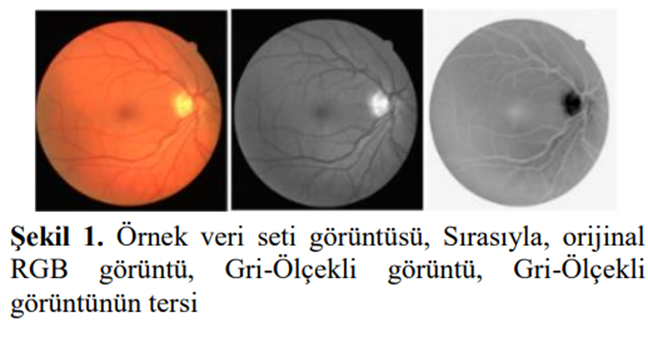 Şekil 1. Örnek veri seti görüntüsü, Sırasıyla, orijinal
RGB görüntü, Gri-Ölçekli görüntü, Gri-Ölçekli
görüntünün tersi